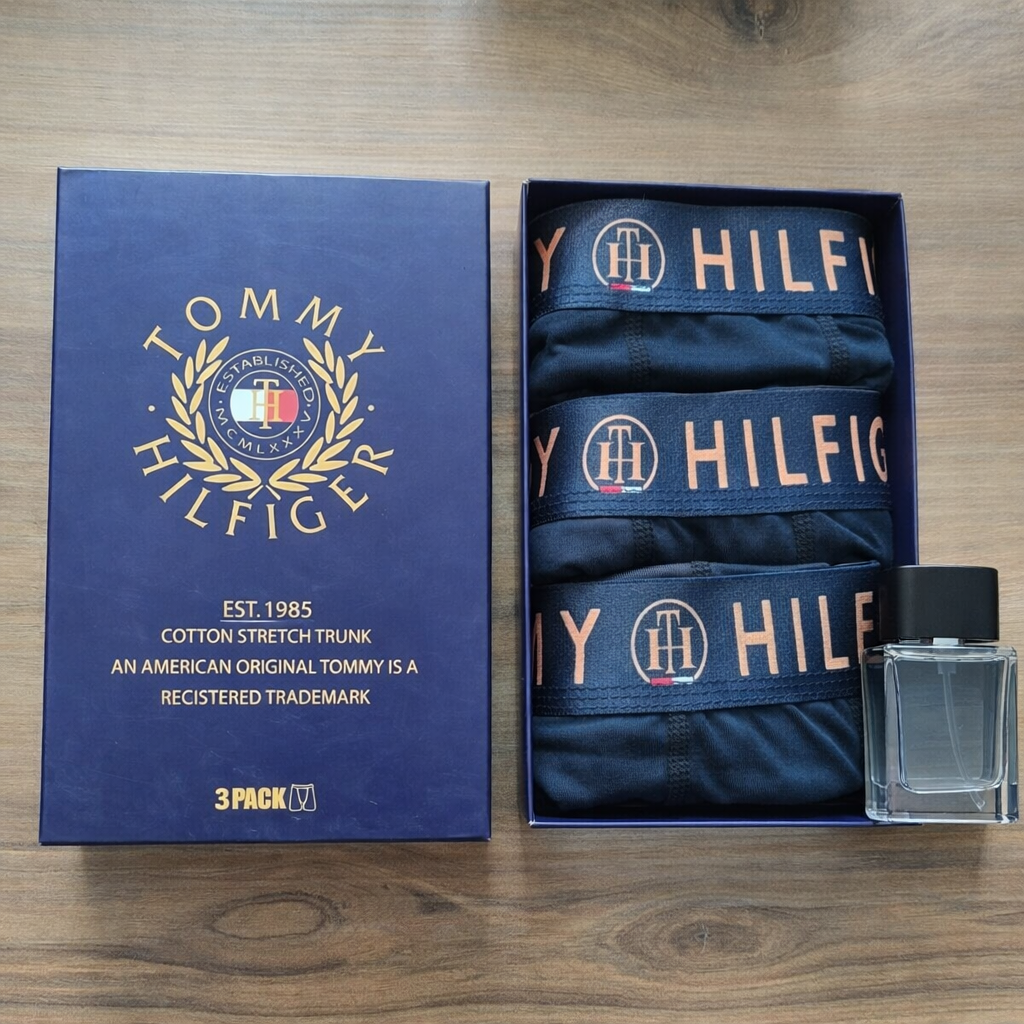 TOMMY
HILFIGER
ESTABLISHED
MCMLXXXV
TH
EST. 1985
COTTON STRETCH TRUNK
AN AMERICAN ORIGINAL TOMMY IS A
RECISTERED TRADEMARK
3 PACK
Y TH HILFI
Y TH HILFIG
MY TH HILF